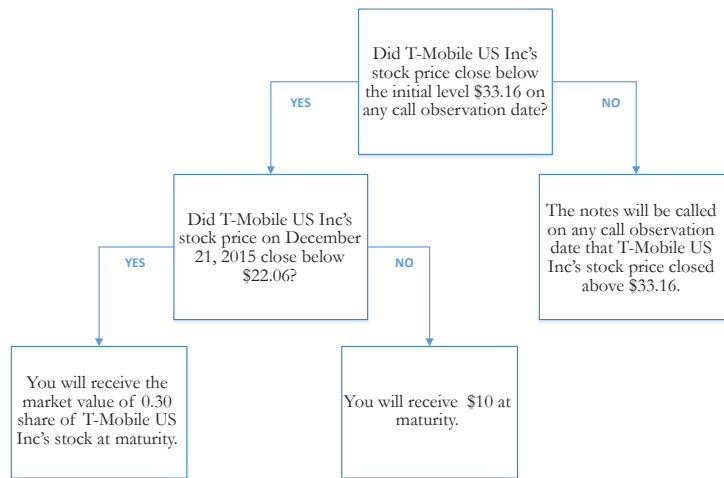 Did T-Mobile US Inc's
stock price close below
the initial level $33.16 on
any call observation date?
YES
NO
Did T-Mobile US Inc's
stock price on December
21, 2015 close below
$22.06?
The notes will be called
on any call observation
date that T-Mobile US
Inc's stock price closed
above $33.16.
YES
NO
You will receive the
market value of 0.30
share of T-Mobile US
Inc's stock at maturity.
You will receive $10 at
maturity.